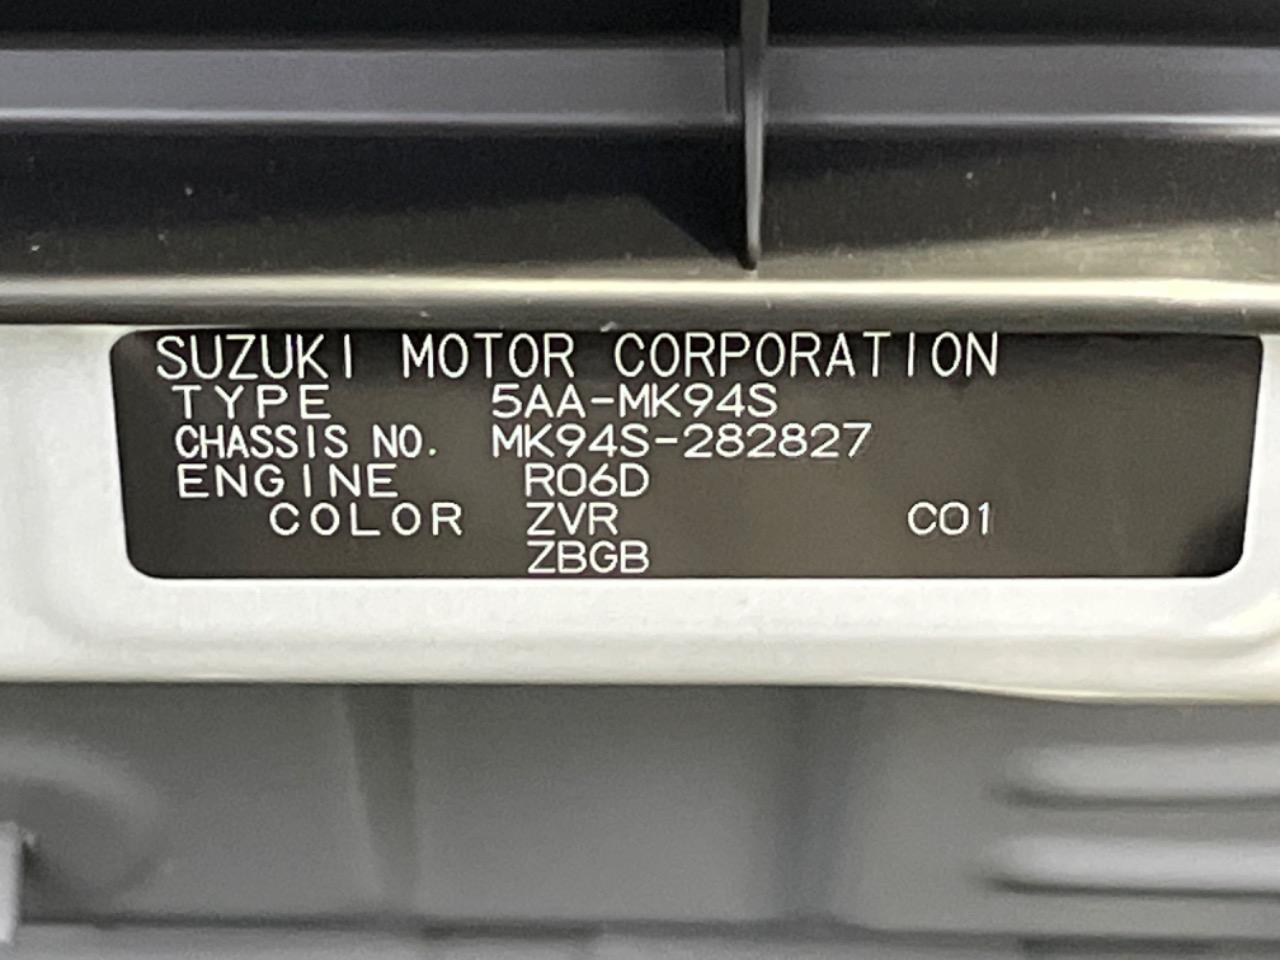 SUZUKI MOTOR CORPORATION
TYPE 5AA-MK94S
CHASSIS NO. MK94S-282827
ENGINE R06D
COLOR ZVR C01
ZBGB